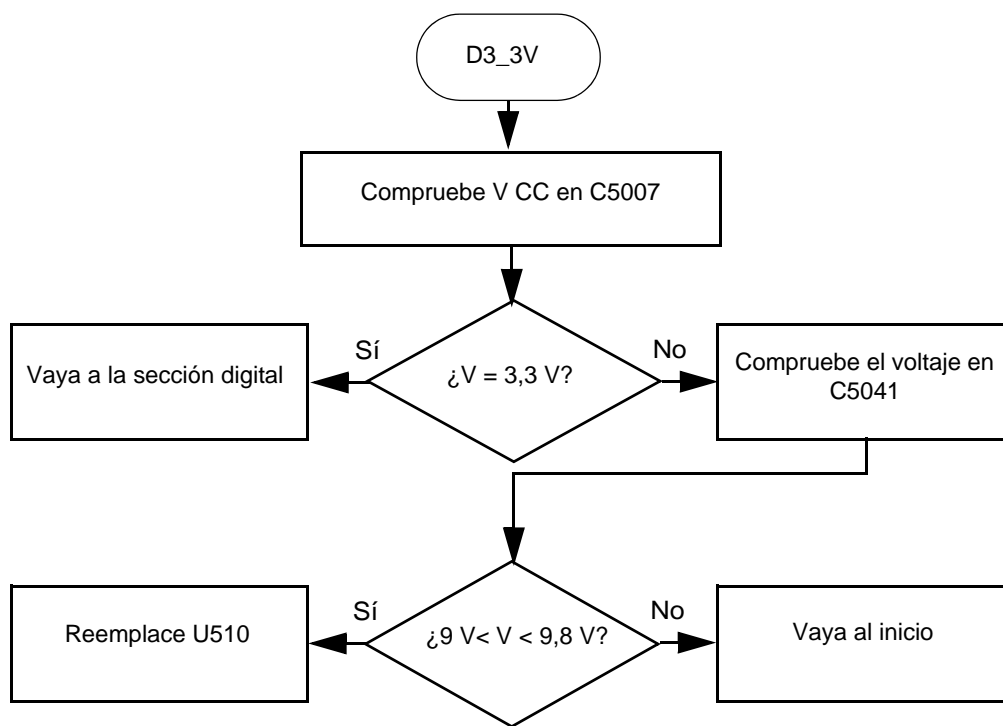 D3_3V
Compruebe V CC en C5007
Sí
No
Vaya a la sección digital
¿V = 3,3 V?
Compruebe el voltaje en
C5041
Sí
No
Reemplace U510
¿9 V< V < 9,8 V?
Vaya al inicio